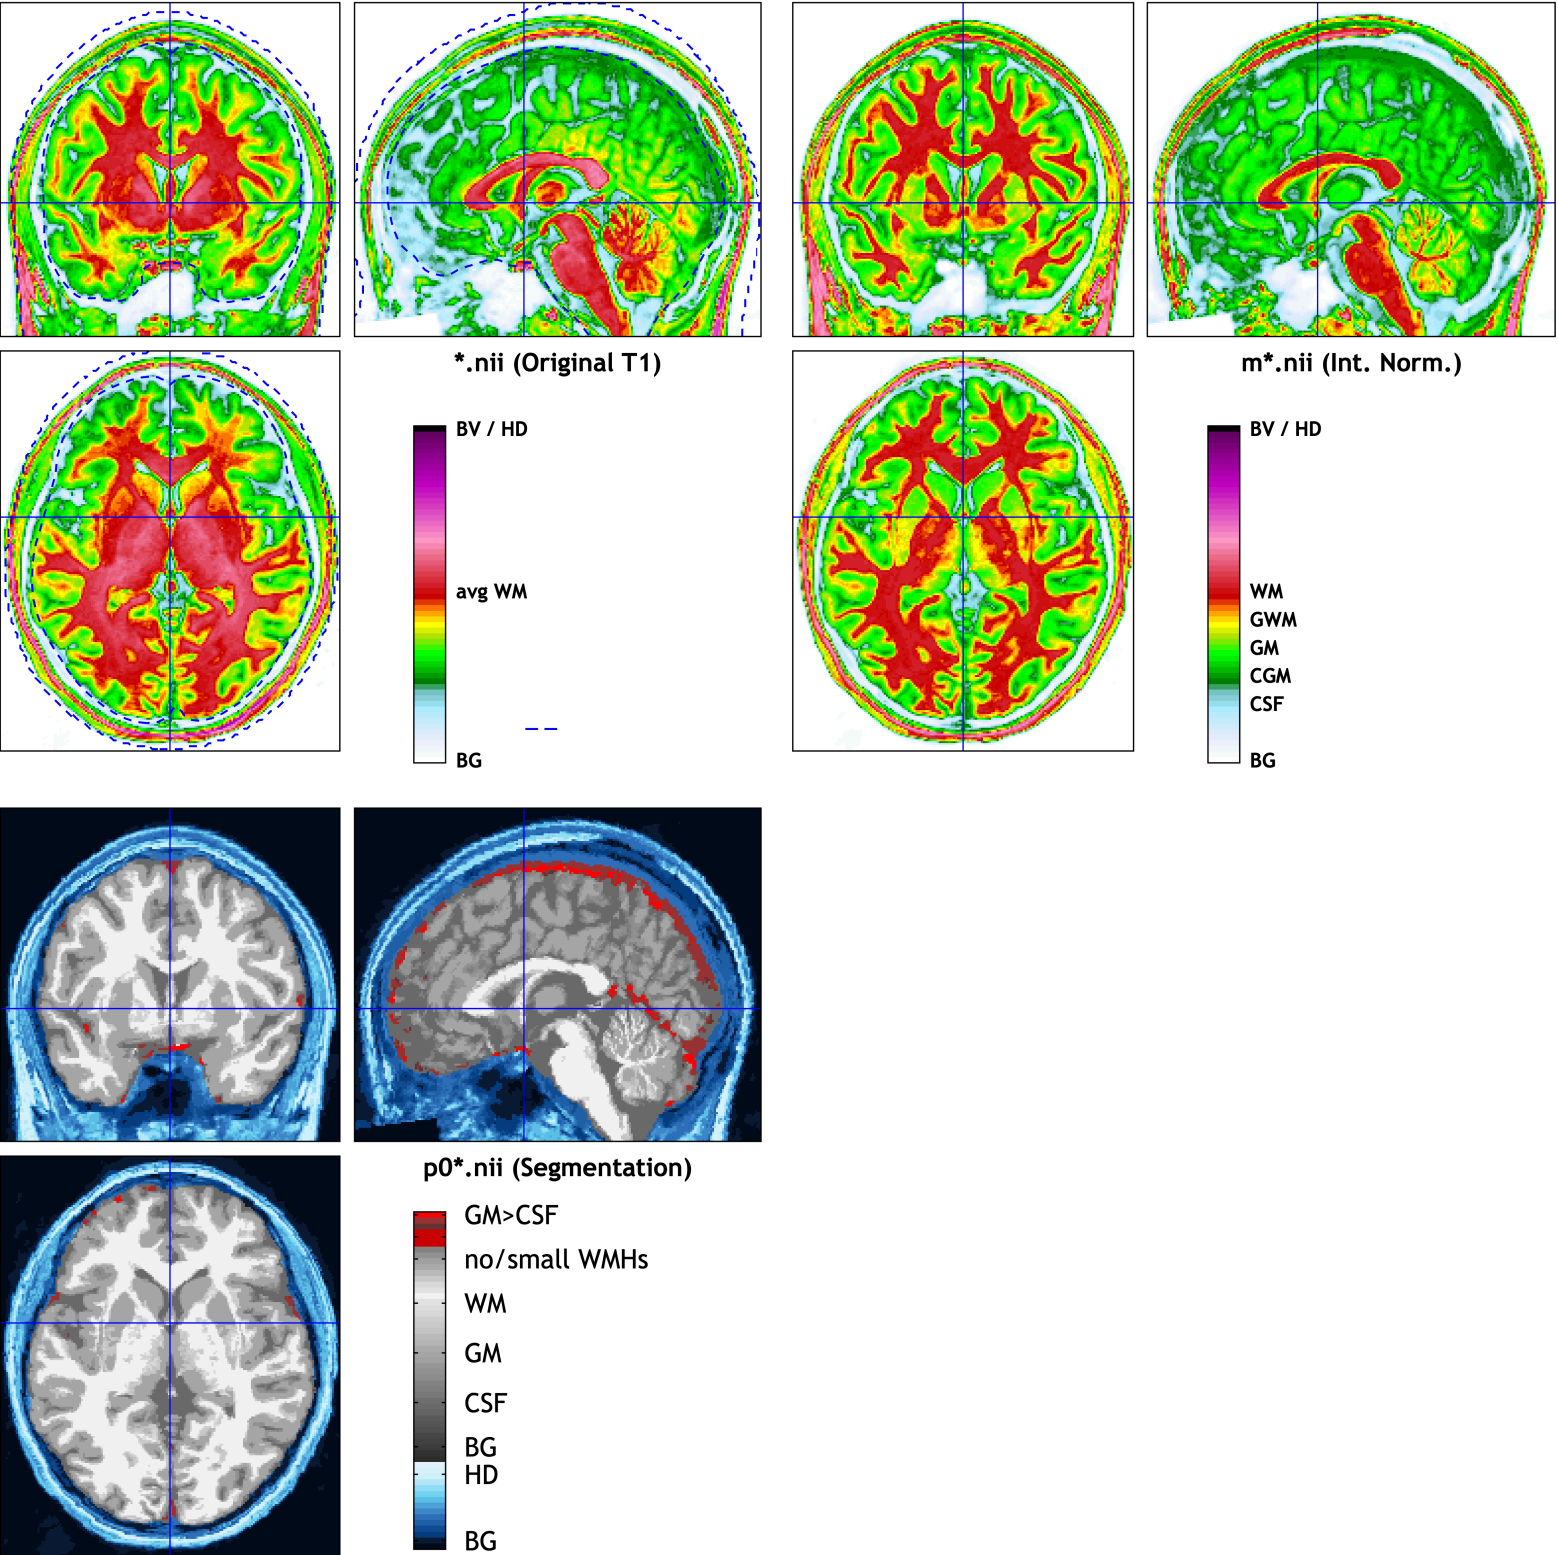 *.nii (Original T1)
BV / HD
avg WM
BG
m*.nii (Int. Norm.)
BV / HD
WM
GWM
GM
CGM
CSF
BG
p0*.nii (Segmentation)
GM>CSF
no/small WMHs
WM
GM
CSF
BG
HD
BG